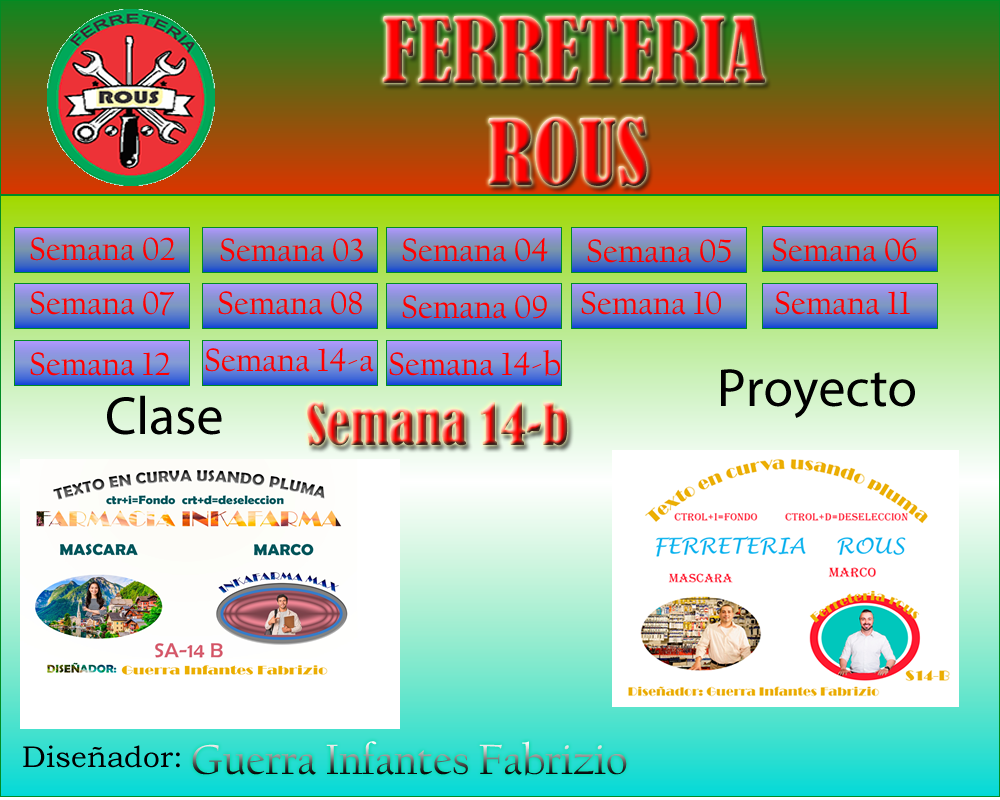 FERRETERIA
ROUS
FERRETERIA
ROUS
Semana 02 Semana 03 Semana 04 Semana 05 Semana 06
Semana 07 Semana 08 Semana 09 Semana 10 Semana 11
Semana 12 Semana 14-a Semana 14-b
Clase
Semana 14-b
Proyecto
TEXTO EN CURVA USANDO PLUMA
ctr+i=Fondo crt+d=deseleccion
FARMACIA INKAFARMA
MASCARA MARCO
INKAFARMA MAX
SA-14 B
DISEÑADOR: Guerra Infantes Fabrizio
Texto en curva usando pluma
CTROL+I=FONDO CTROL+D=DESELECCION
FERRETERIA ROUS
MASCARA MARCO
Ferreteria rous
S14-B
Diseñador: Guerra Infantes Fabrizio
Diseñador: Guerra Infantes Fabrizio